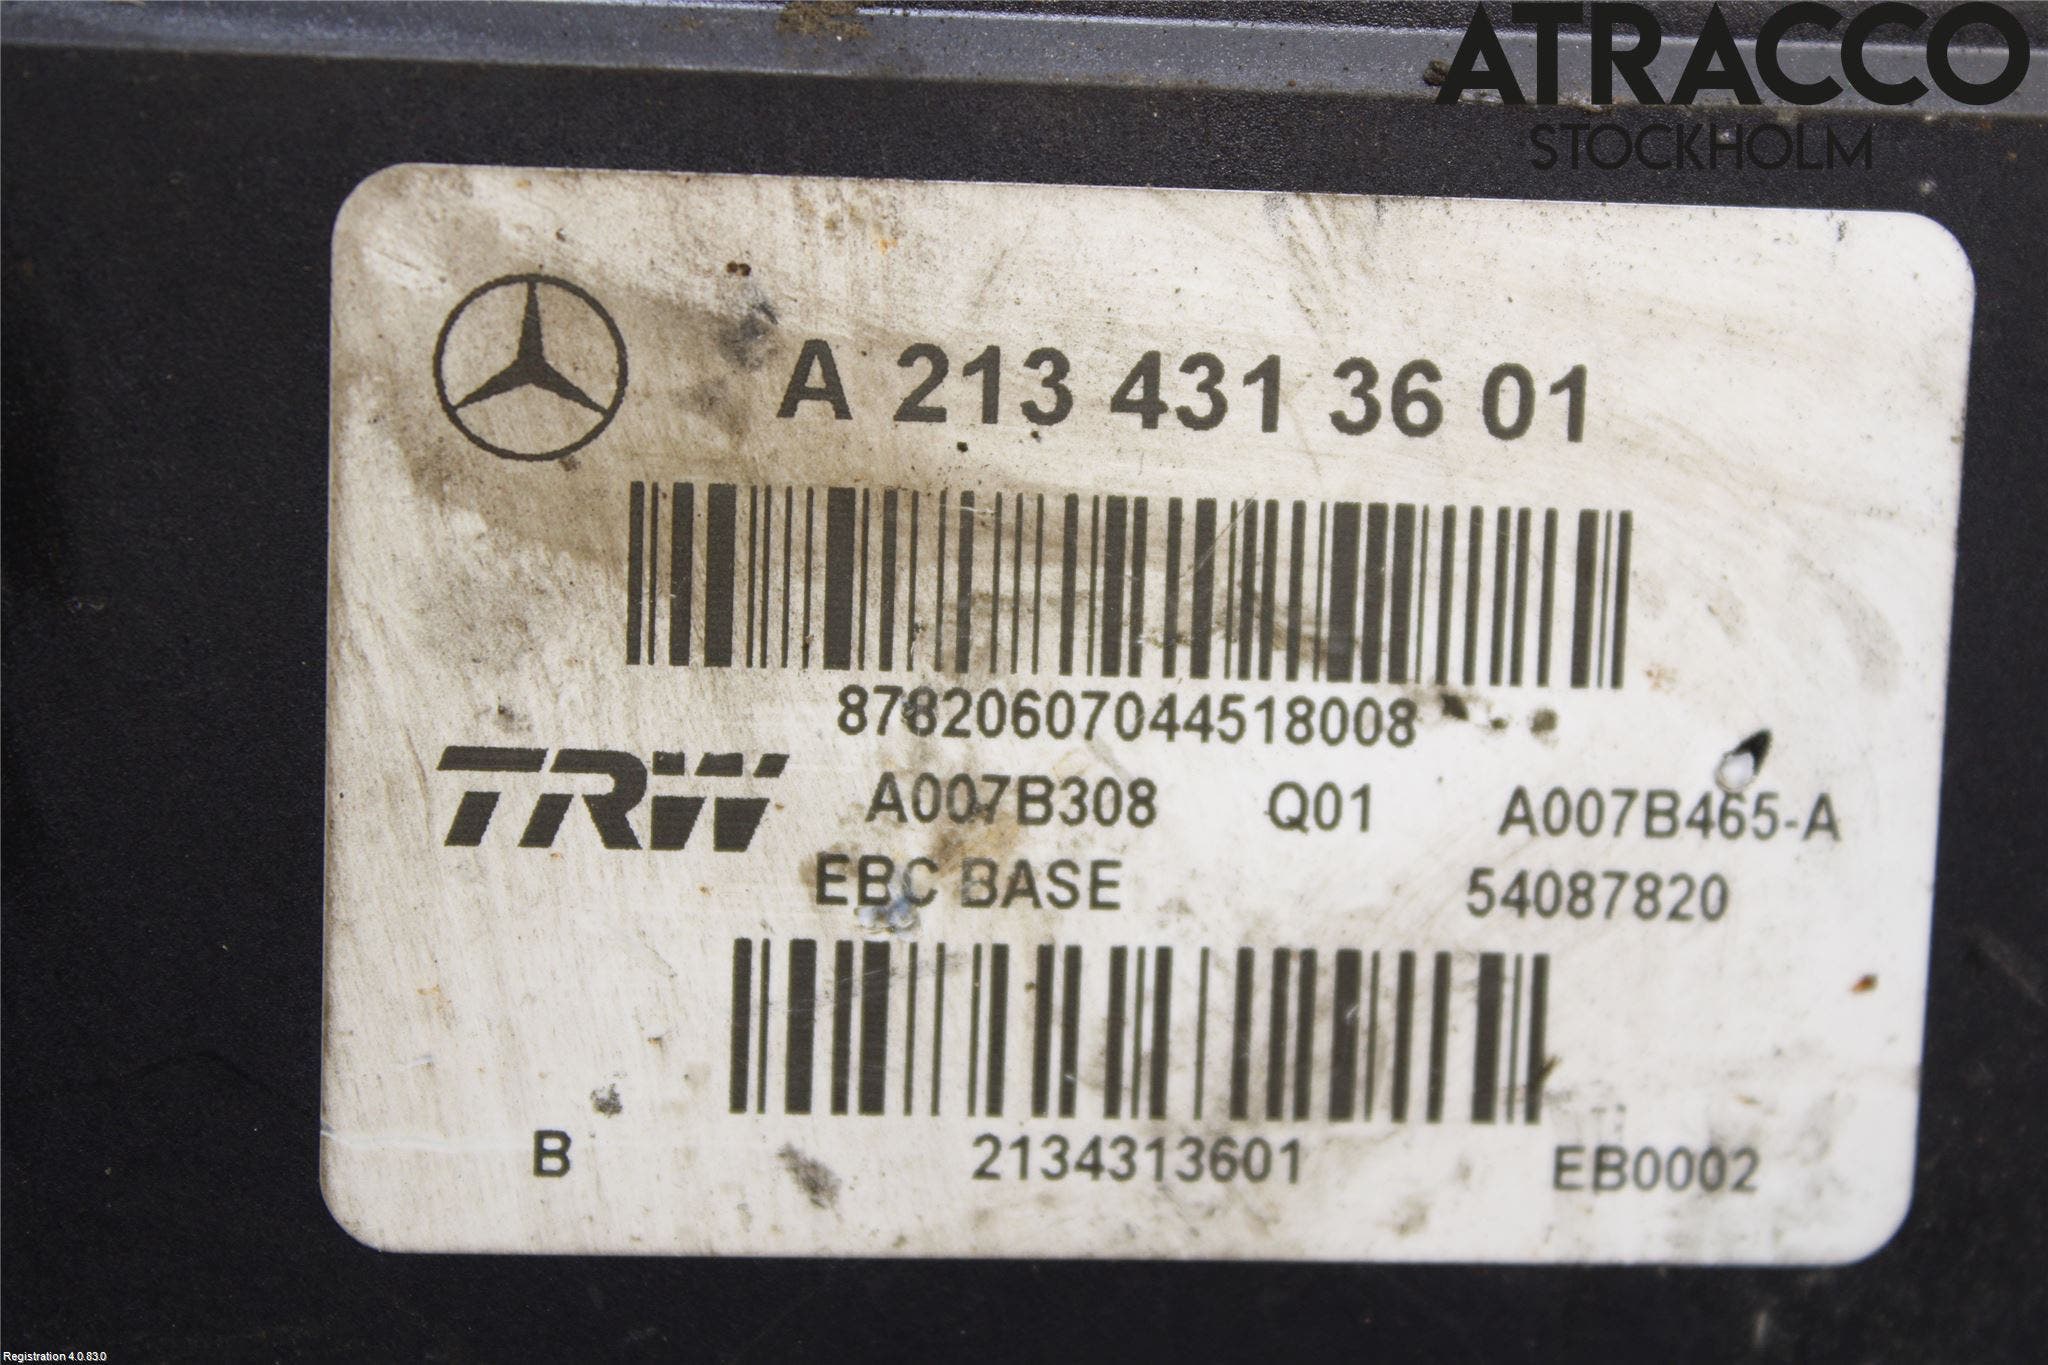 ATRACCO
STOCKHOLM
A 213 431 36 01
87820607044518008
TRW A007B308 Q01 A007B465-A
EBC BASE 54087820
B 2134313601 EB0002
Registration 4.0.83.0